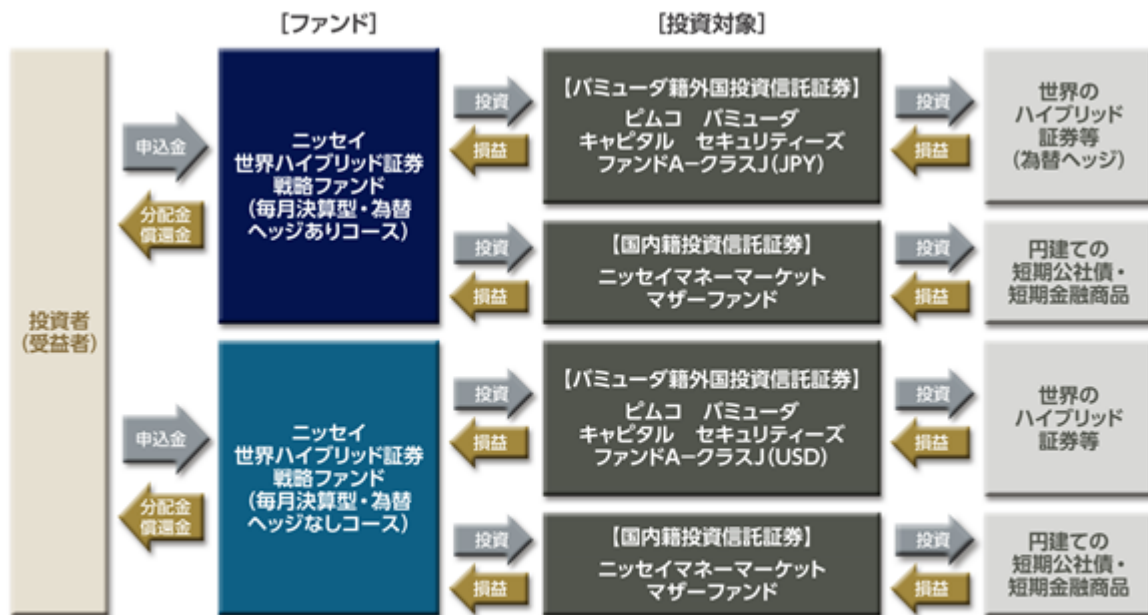 [ファンド]
[投資対象]
投資者
(受益者)
申込金
分配金
償還金
ニッセイ
世界ハイブリッド証券
戦略ファンド
(毎月決算型・為替
ヘッジありコース)
投資
損益
【バミューダ籍外国投資信託証券】
ピムコ バミューダ
キャピタル セキュリティーズ
ファンドA－クラスJ(JPY)
投資
損益
世界の
ハイブリッド
証券等
(為替ヘッジ)
投資
損益
【国内籍投資信託証券】
ニッセイマネーマーケット
マザーファンド
投資
損益
円建ての
短期公社債・
短期金融商品
申込金
分配金
償還金
ニッセイ
世界ハイブリッド証券
戦略ファンド
(毎月決算型・為替
ヘッジなしコース)
投資
損益
【バミューダ籍外国投資信託証券】
ピムコ バミューダ
キャピタル セキュリティーズ
ファンドA－クラスJ(USD)
投資
損益
世界の
ハイブリッド
証券等
投資
損益
【国内籍投資信託証券】
ニッセイマネーマーケット
マザーファンド
投資
損益
円建ての
短期公社債・
短期金融商品